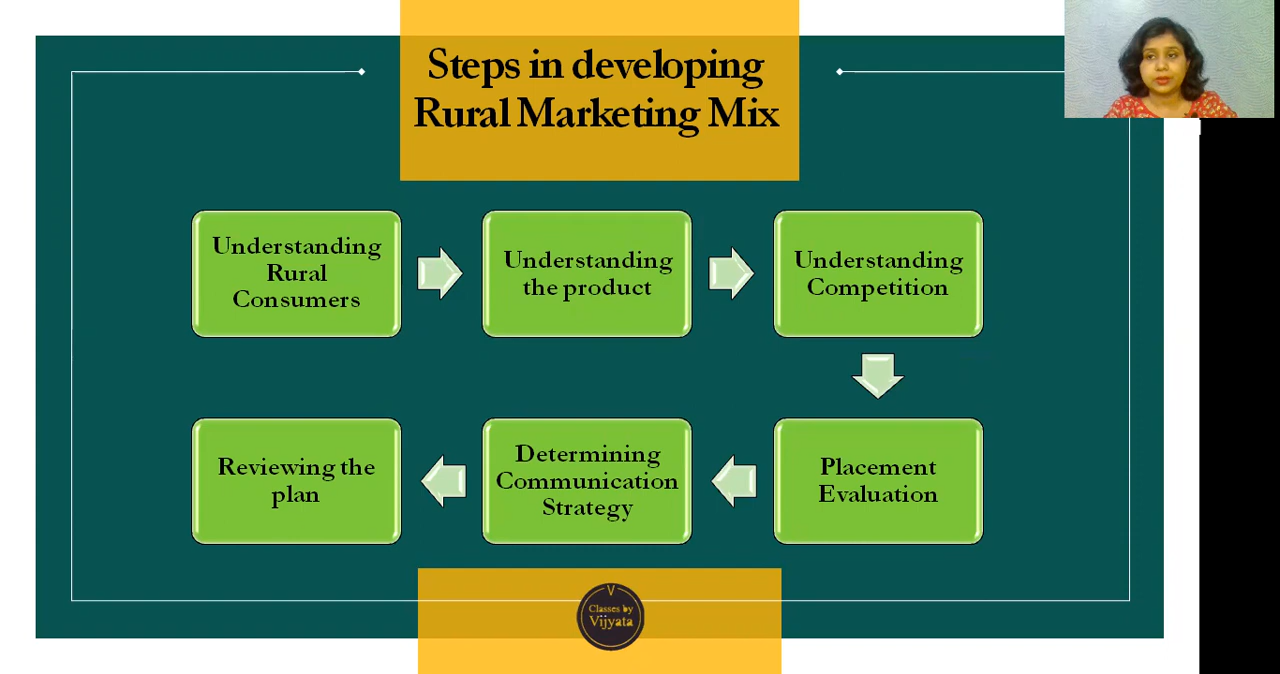 Steps in developing
Rural Marketing Mix
Understanding
Rural
Consumers
Understanding
the product
Understanding
Competition
Placement
Evaluation
Determining
Communication
Strategy
Reviewing the
plan
V
Classes by
Vijyata